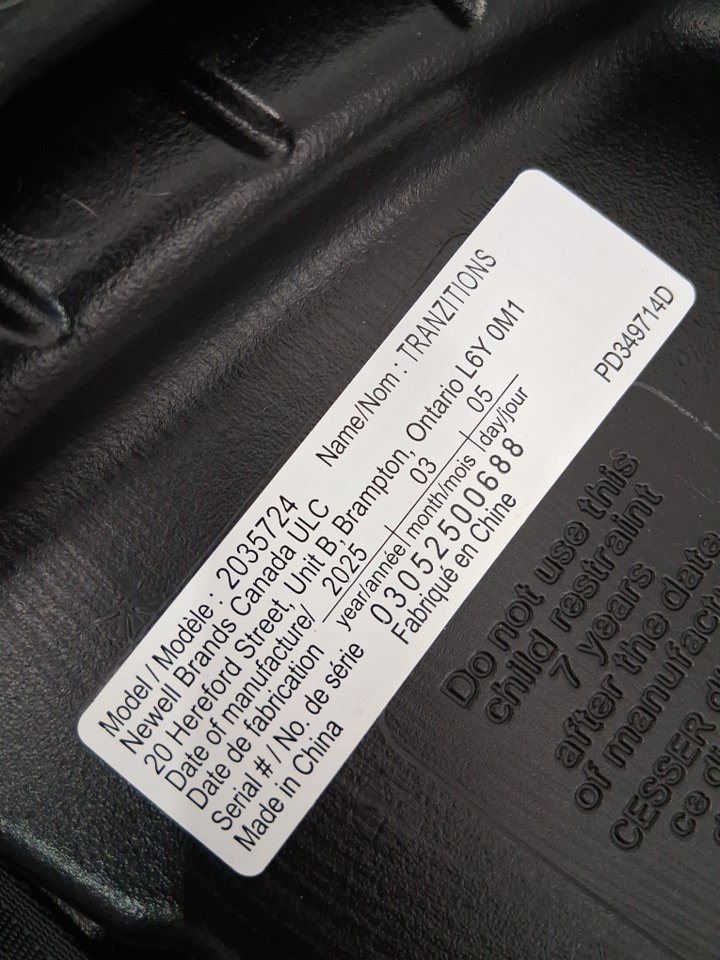 Model / Modèle : 2035724 Name/Nom : TRANZITIONS
Newell Brands Canada ULC
20 Hereford Street, Unit B, Brampton, Ontario L6Y 0M1
Date of manufacture/ 2025 03 05
Date de fabrication year/année month/mois day/jour
Serial # / No. de série 03052500688
Made in China Fabriqué en Chine
PD349714D
Do not use this
child restraint
7 years
after the date
of
CESSER
ce